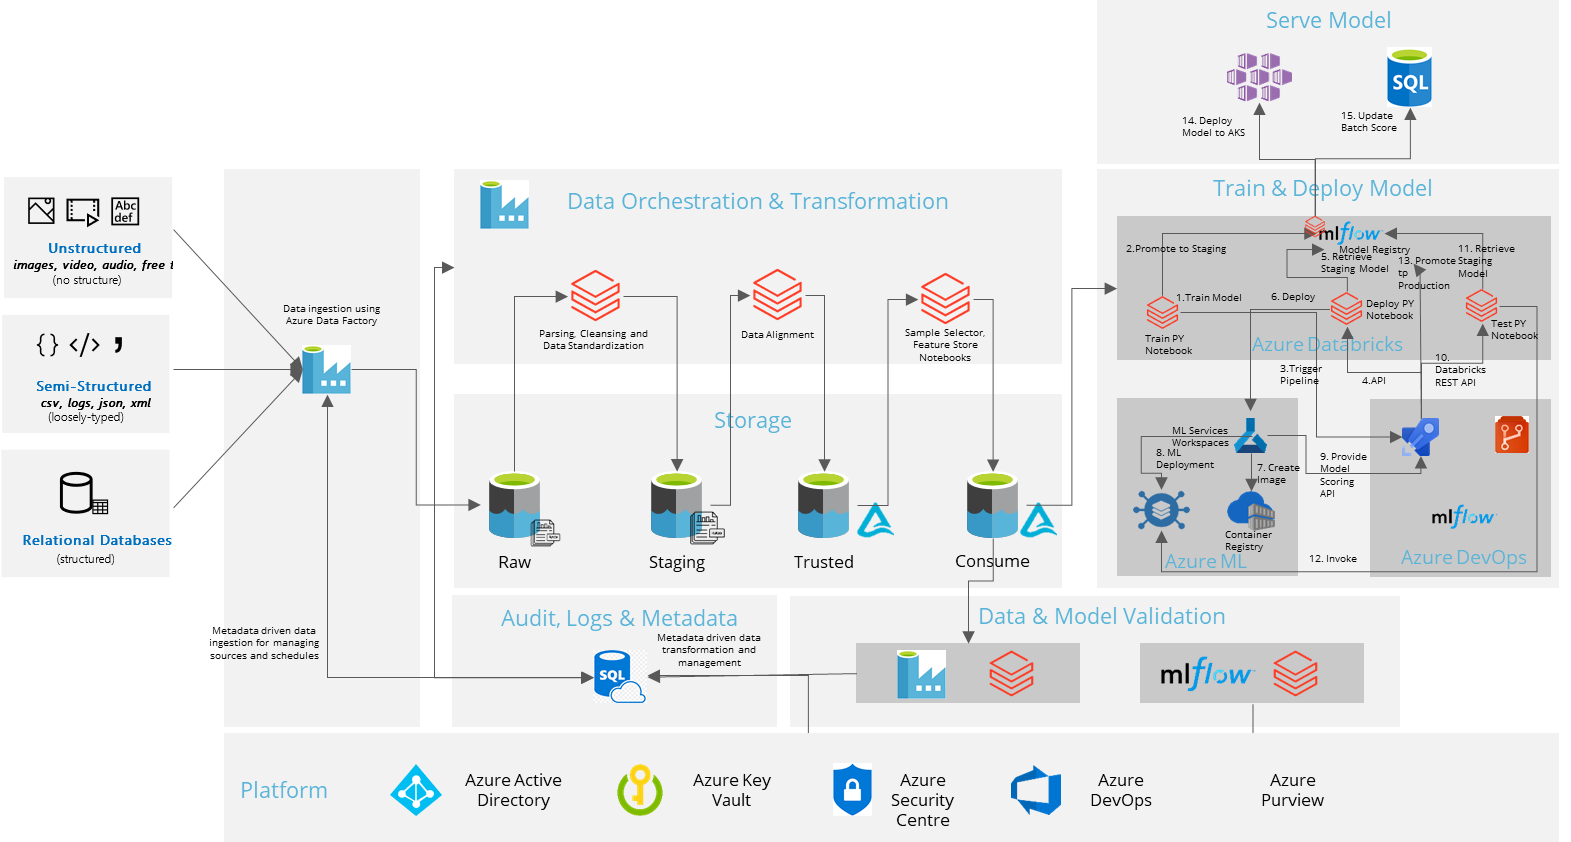 Serve Model
SQL
14. Deploy
Model to AKS
15. Update
Batch Score
Train & Deploy Model
mlflow
Model Registry
2.Promote to Staging
5. Retrieve
Staging Model
13. Promote
tp
Production
11. Retrieve
Staging
Model
1.Train Model
6. Deploy
Deploy PY
Notebook
Train PY
Notebook
Test PY
Notebook
Azure Databricks
3.Trigger
Pipeline
4.API
10.
Databricks
REST API
ML Services
Workspaces
8. ML
Deployment
7. Create
Image
9. Provide
Model
Scoring
API
Container
Registry
mlflow
12. Invoke
Azure ML
Azure DevOps
Abc
def
Unstructured
images, video, audio, free t
(no structure)
{} </> ,
Semi-Structured
csv, logs, json, xml
(loosely-typed)
Relational Databases
(structured)
Data ingestion using
Azure Data Factory
Metadata driven data
ingestion for managing
sources and schedules
Data Orchestration & Transformation
Parsing, Cleansing and
Data Standardization
Data Alignment
Sample Selector,
Feature Store
Notebooks
Storage
Raw
Staging
Trusted
Consume
Audit, Logs & Metadata
Metadata driven data
transformation and
management
SQL
Data & Model Validation
mlflow
Platform
Azure Active
Directory
Azure Key
Vault
Azure
Security
Centre
Azure
DevOps
Azure
Purview